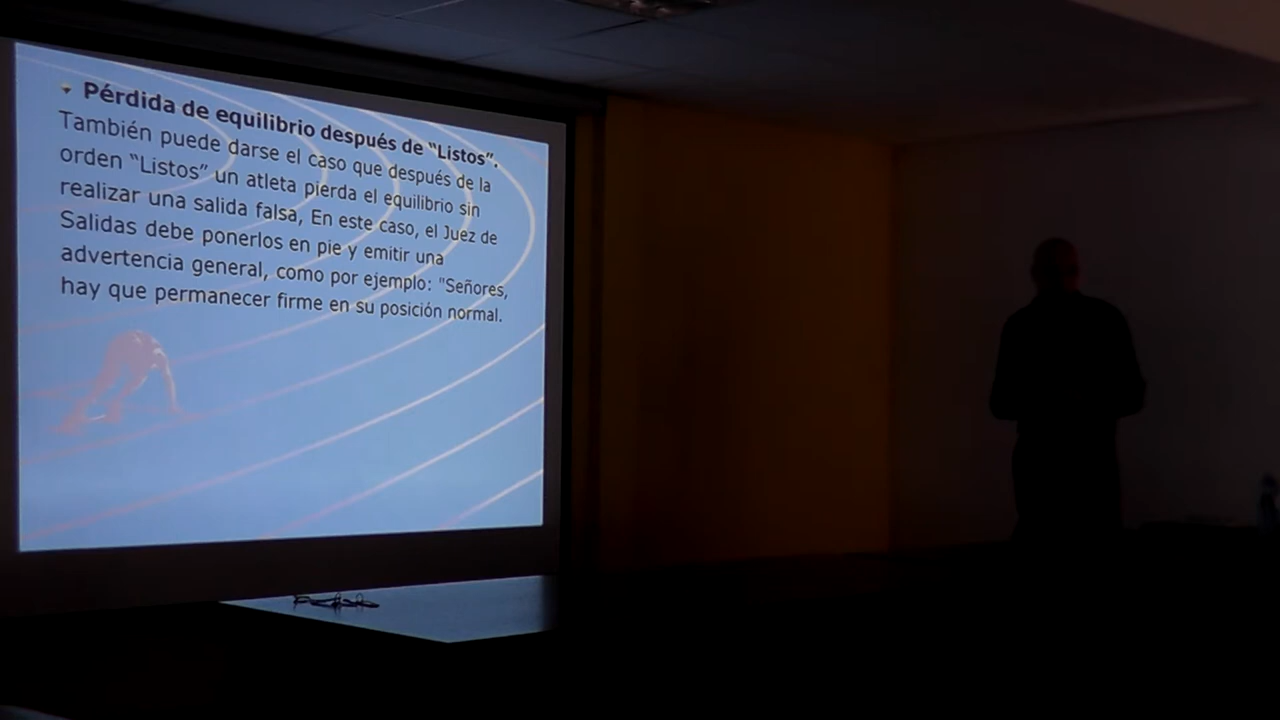 Pérdida de equilibrio después de “Listos”.
También puede darse el caso que después de la
orden “Listos” un atleta pierda el equilibrio sin
realizar una salida falsa, En este caso, el Juez de
Salidas debe ponerlos en pie y emitir una
advertencia general, como por ejemplo: "Señores,
hay que permanecer firme en su posición normal.